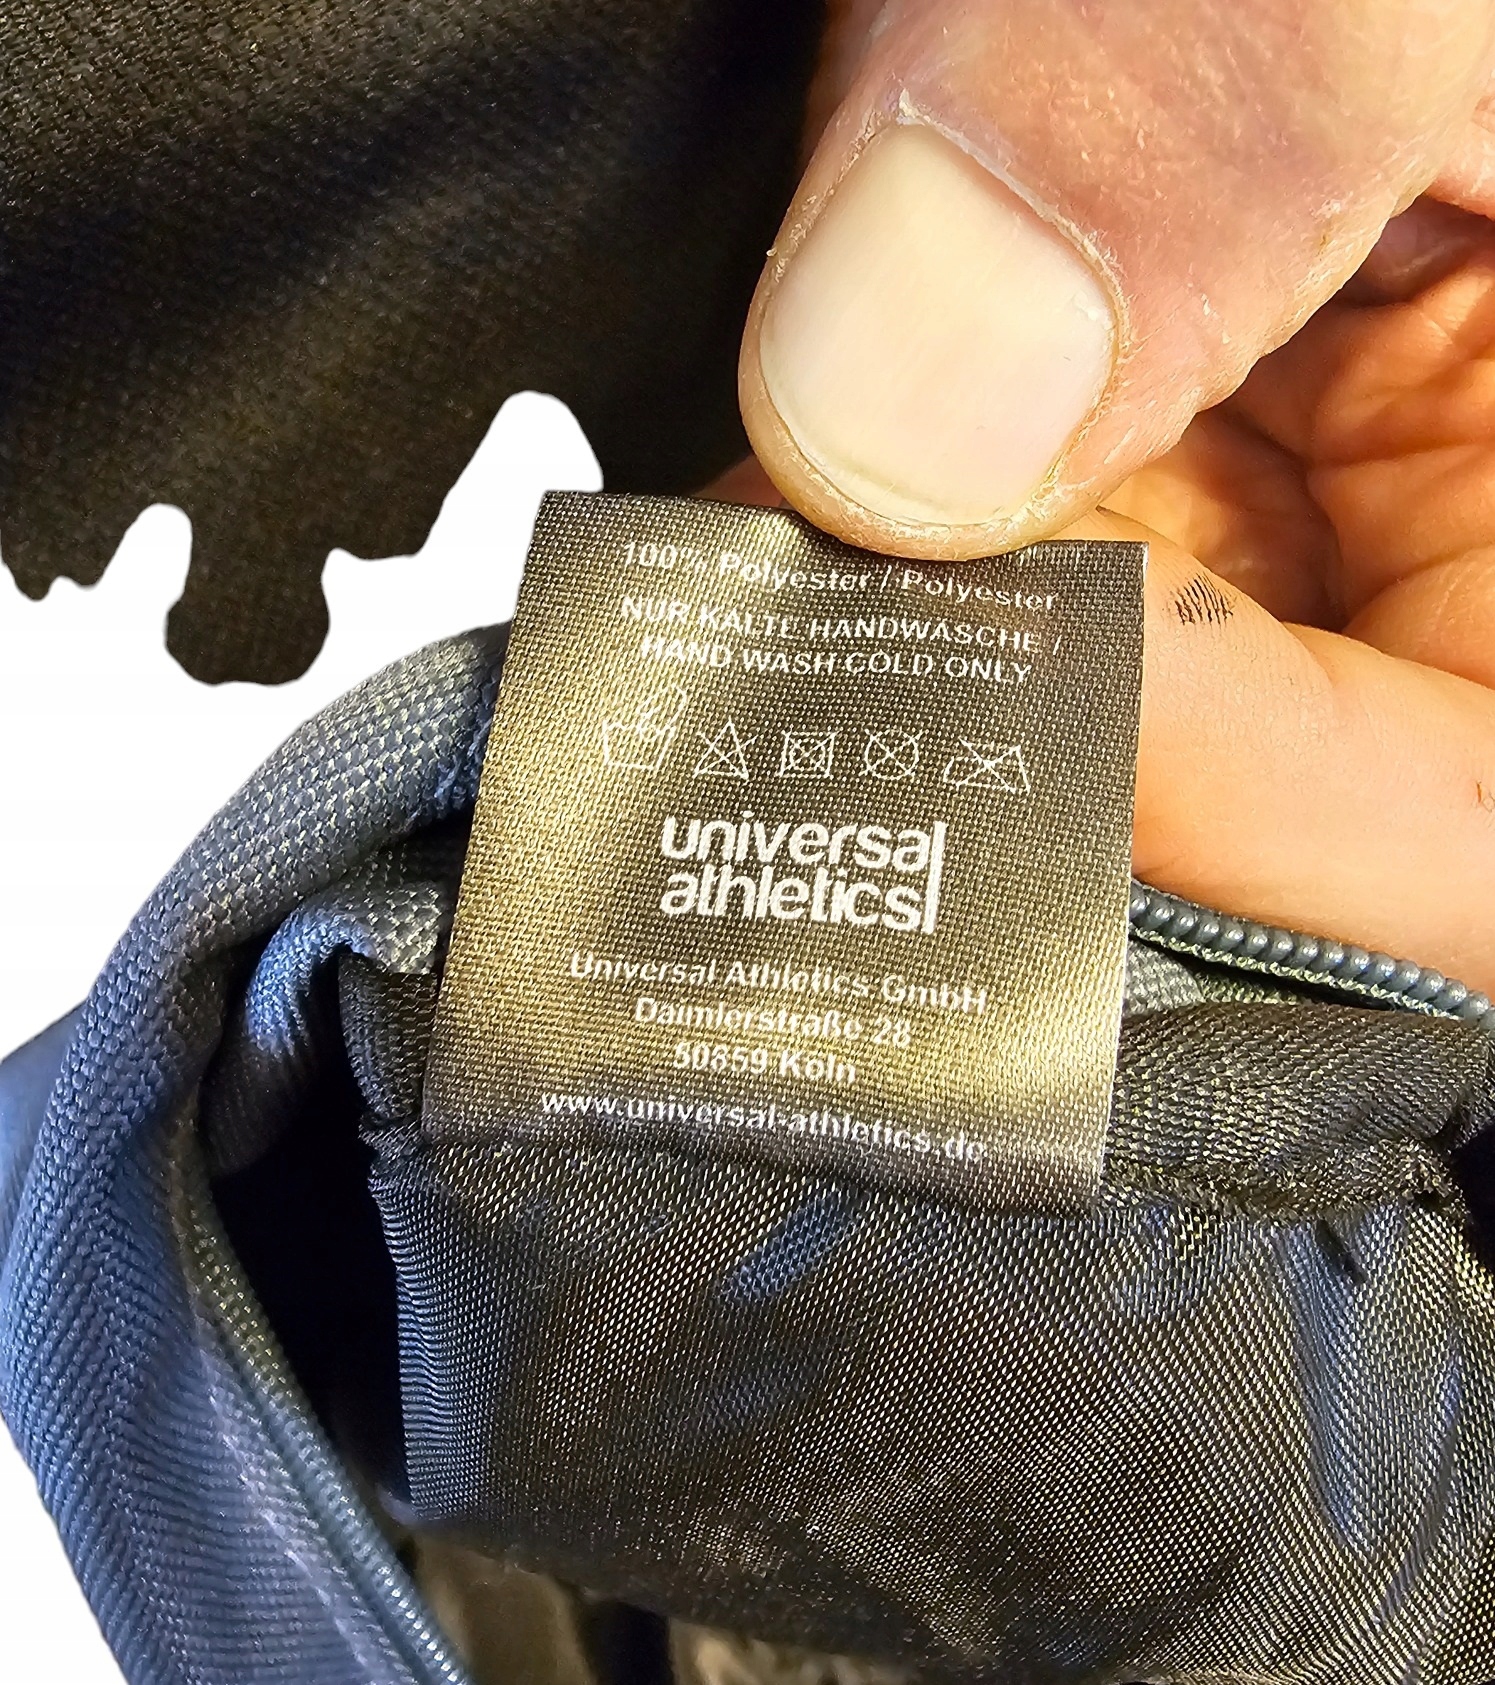 100% Polyester / Polyester
NUR KALTE HANDWÄSCHE /
HAND WASH COLD ONLY
universal
athletics
Universal Athletics GmbH
Daimlerstraße 28
50859 Köln
www.universal-athletics.de